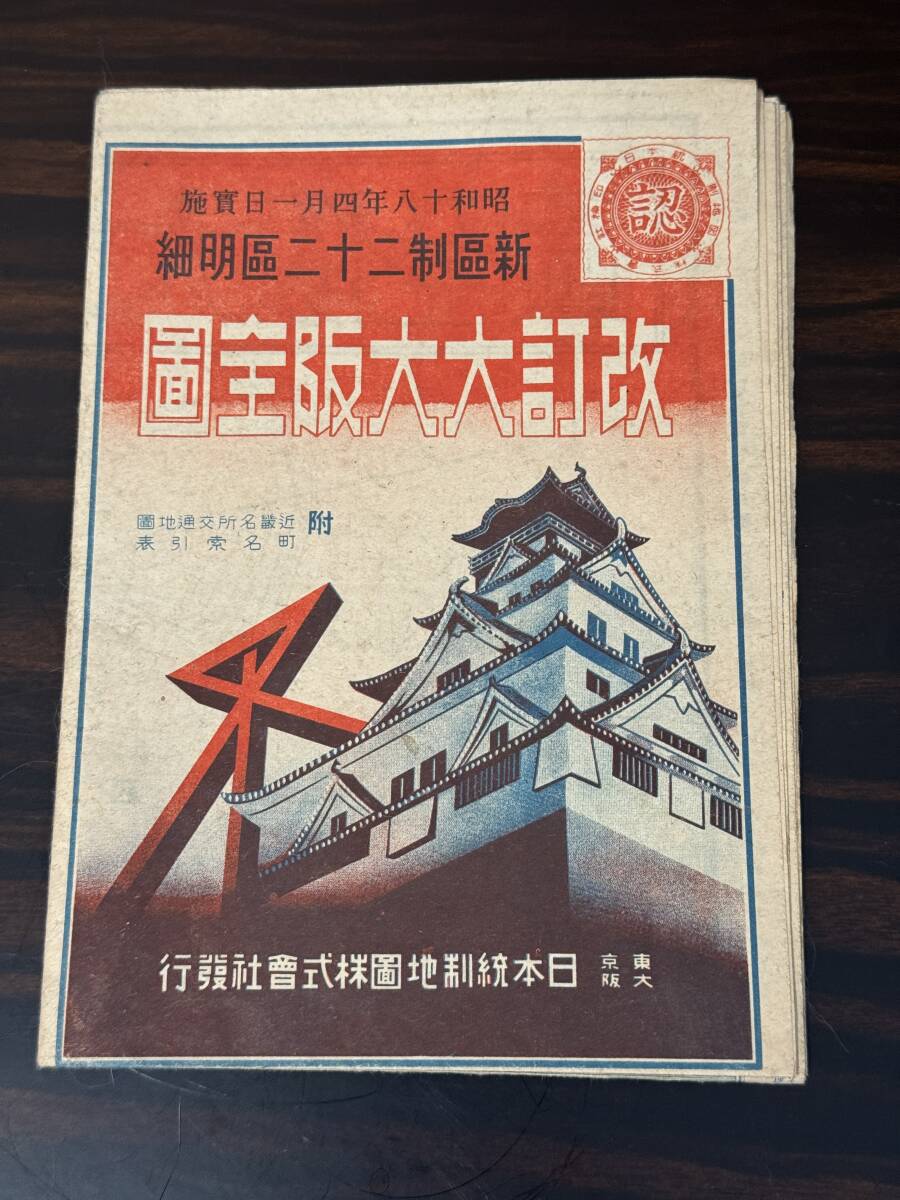 昭和十八年四月一日實施
新區制二十二區明細
改訂大大阪全圖
附
近畿名所交通地圖
町名索引表
東京
大阪
日本統制地圖株式會社發行
認